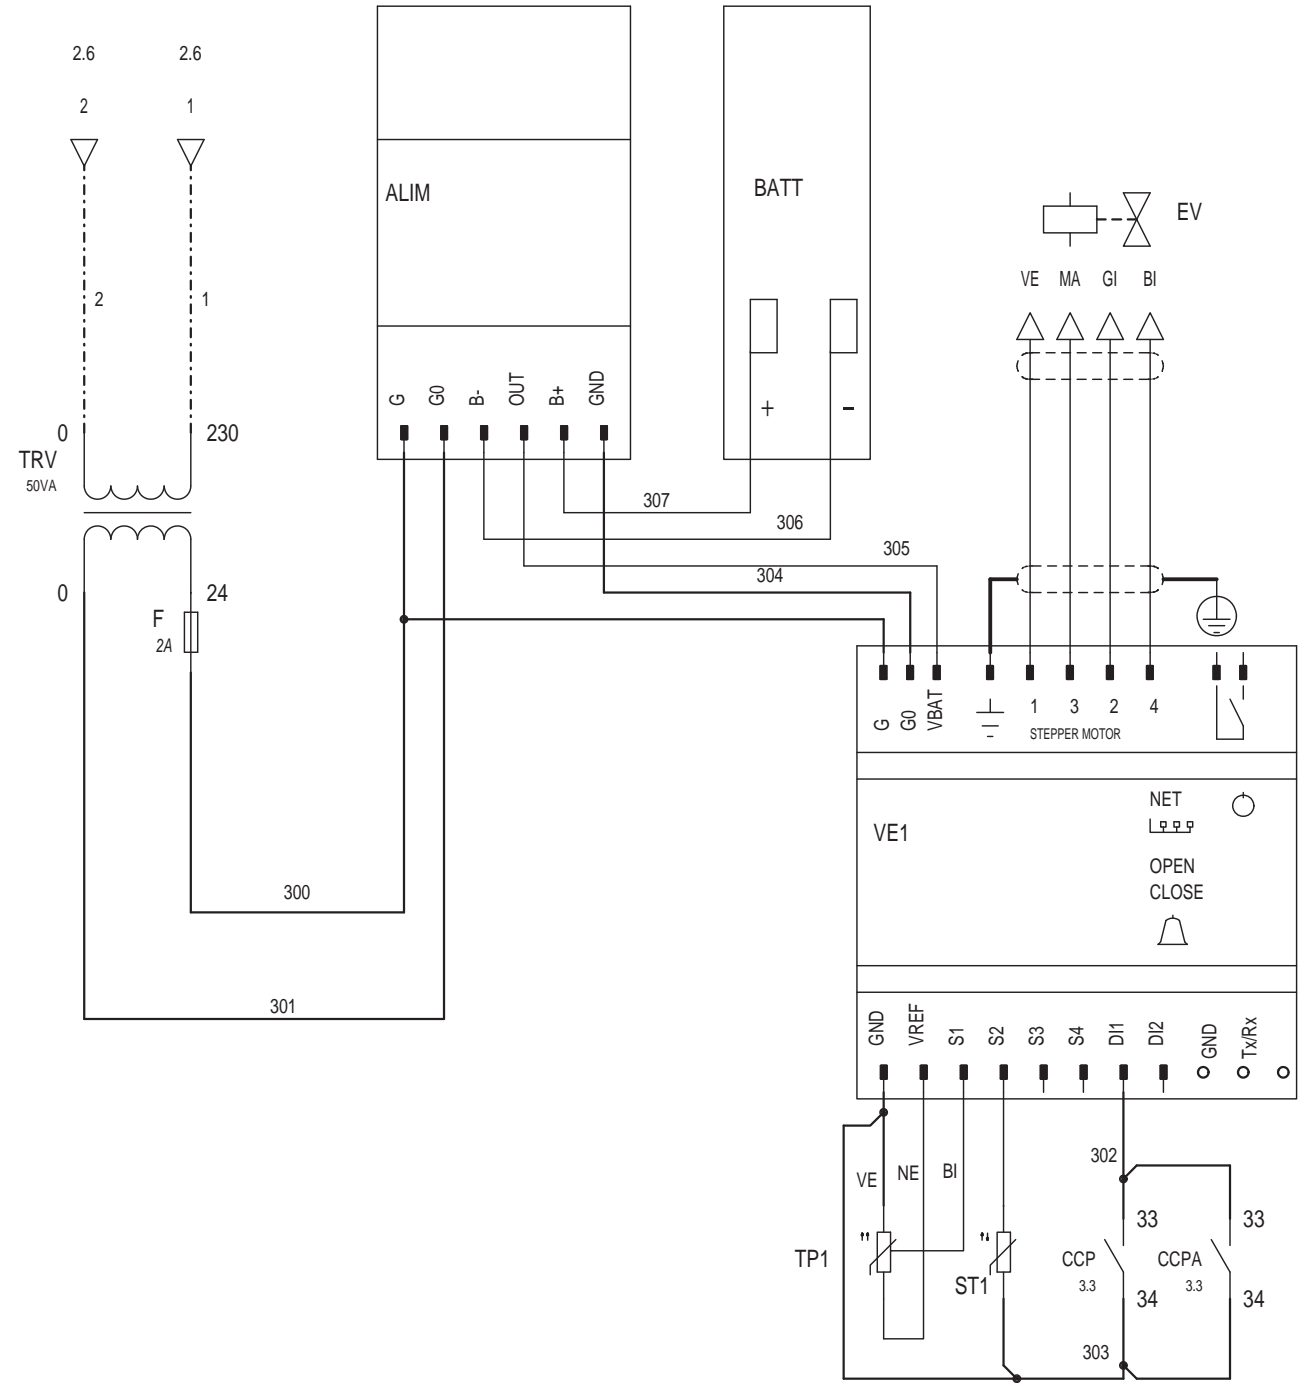 2.6 2.6
2 1
ALIM
BATT
EV
VE MA GI BI
2 1
G G0 B- OUT B+ GND
+ -
0 230
TRV
50VA
307
306
305
304
0 24
F
2A
G G0 VBAT
1 3 2 4
STEPPER MOTOR
NET
VE1
OPEN
CLOSE
300
301
GND VREF S1 S2 S3 S4 DI1 DI2 GND Tx/Rx
302
VE NE BI
33 33
TP1
CCP CCPA
ST1
3.3 3.3
34 34
303